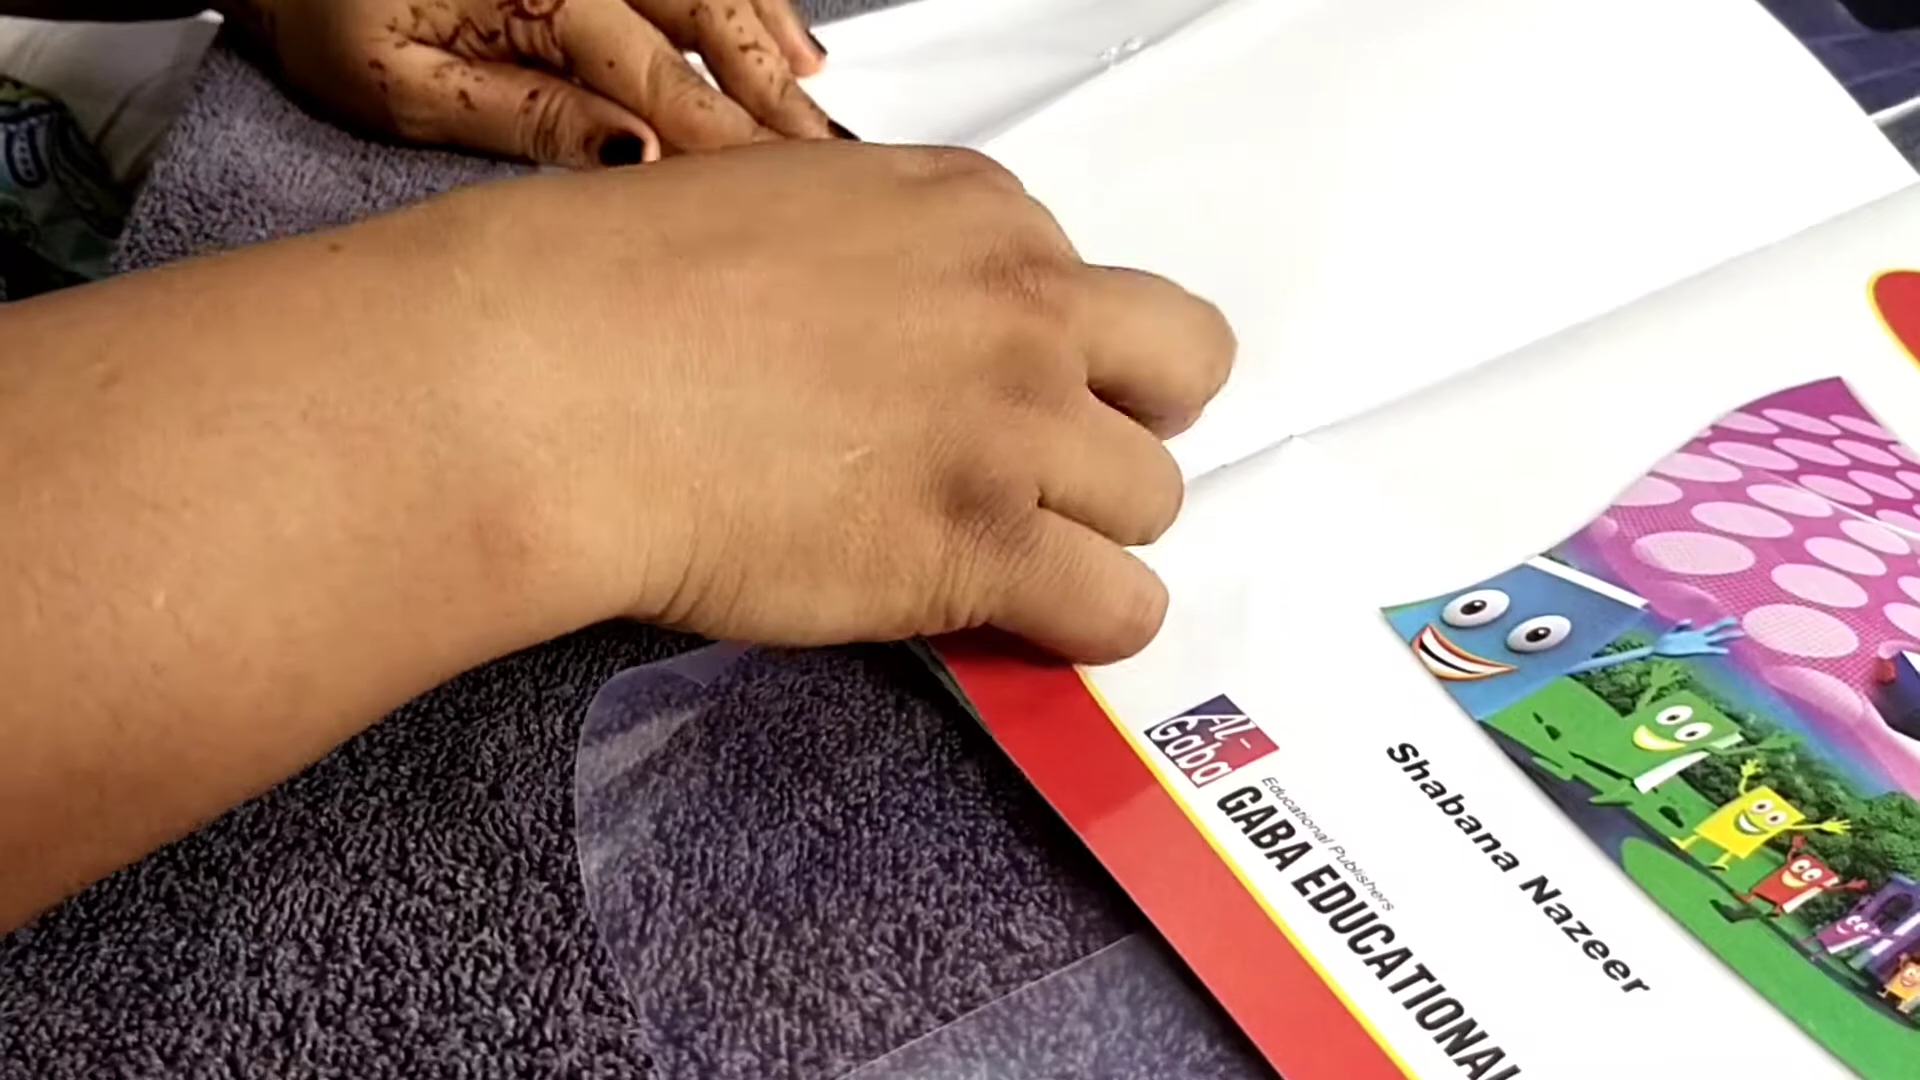 Al-
Gaba
Educational Publishers
GABA EDUCATIONAL
Shabana Nazeer